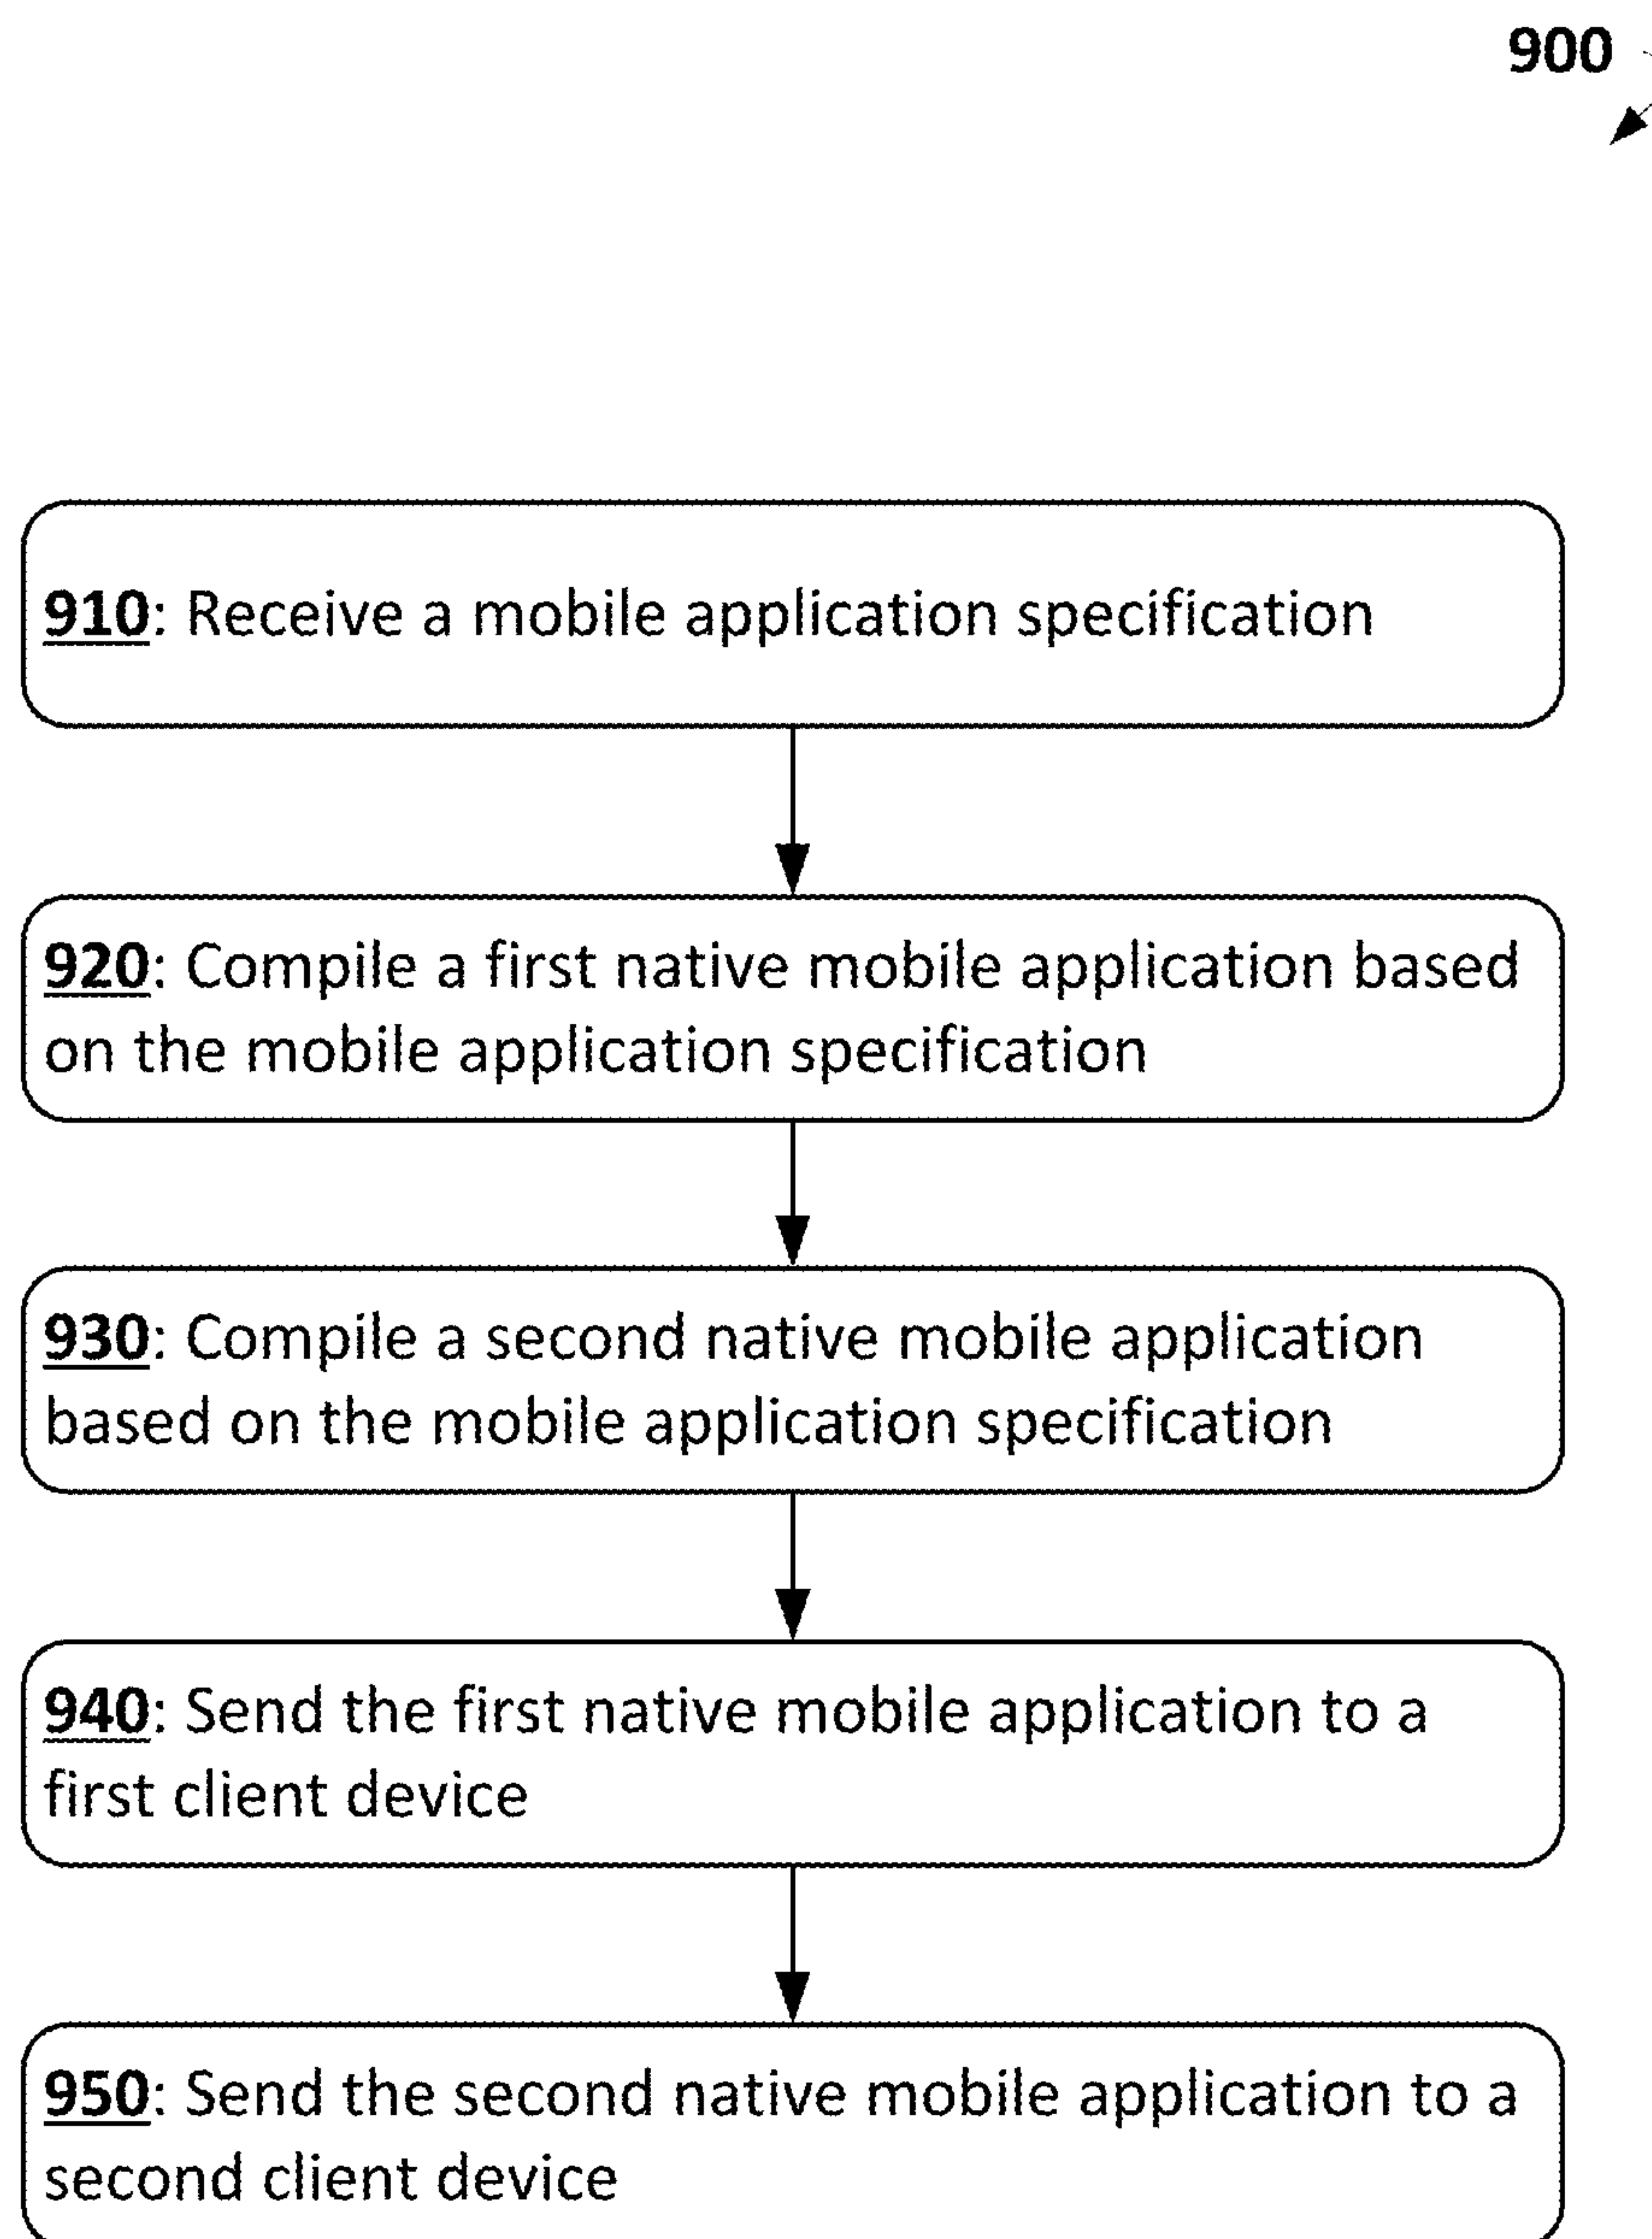 900
910: Receive a mobile application specification
920: Compile a first native mobile application based
on the mobile application specification
930: Compile a second native mobile application
based on the mobile application specification
940: Send the first native mobile application to a
first client device
950: Send the second native mobile application to a
second client device